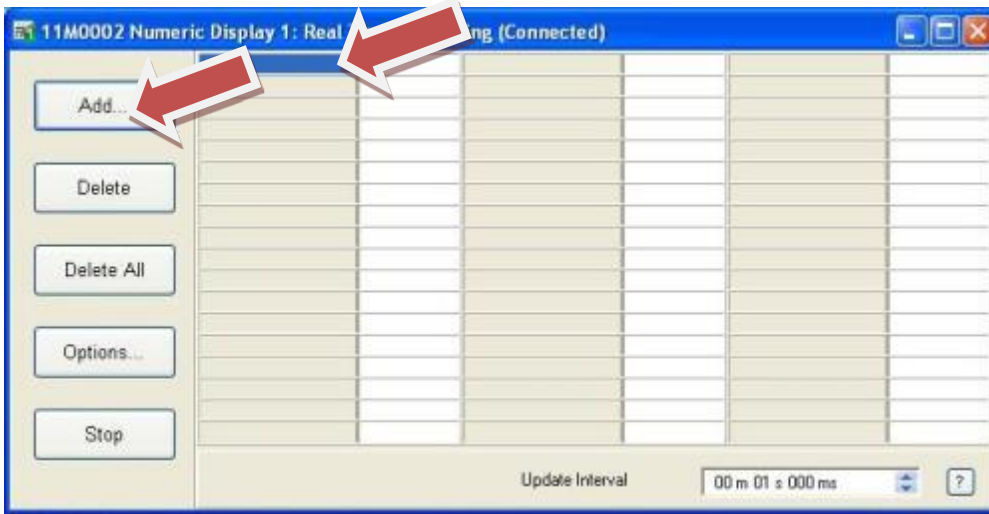 11M0002 Numeric Display 1: Real ng (Connected)
Add...
Delete
Delete All
Options...
Stop
Update Interval 00 m 01 s 000 ms ?